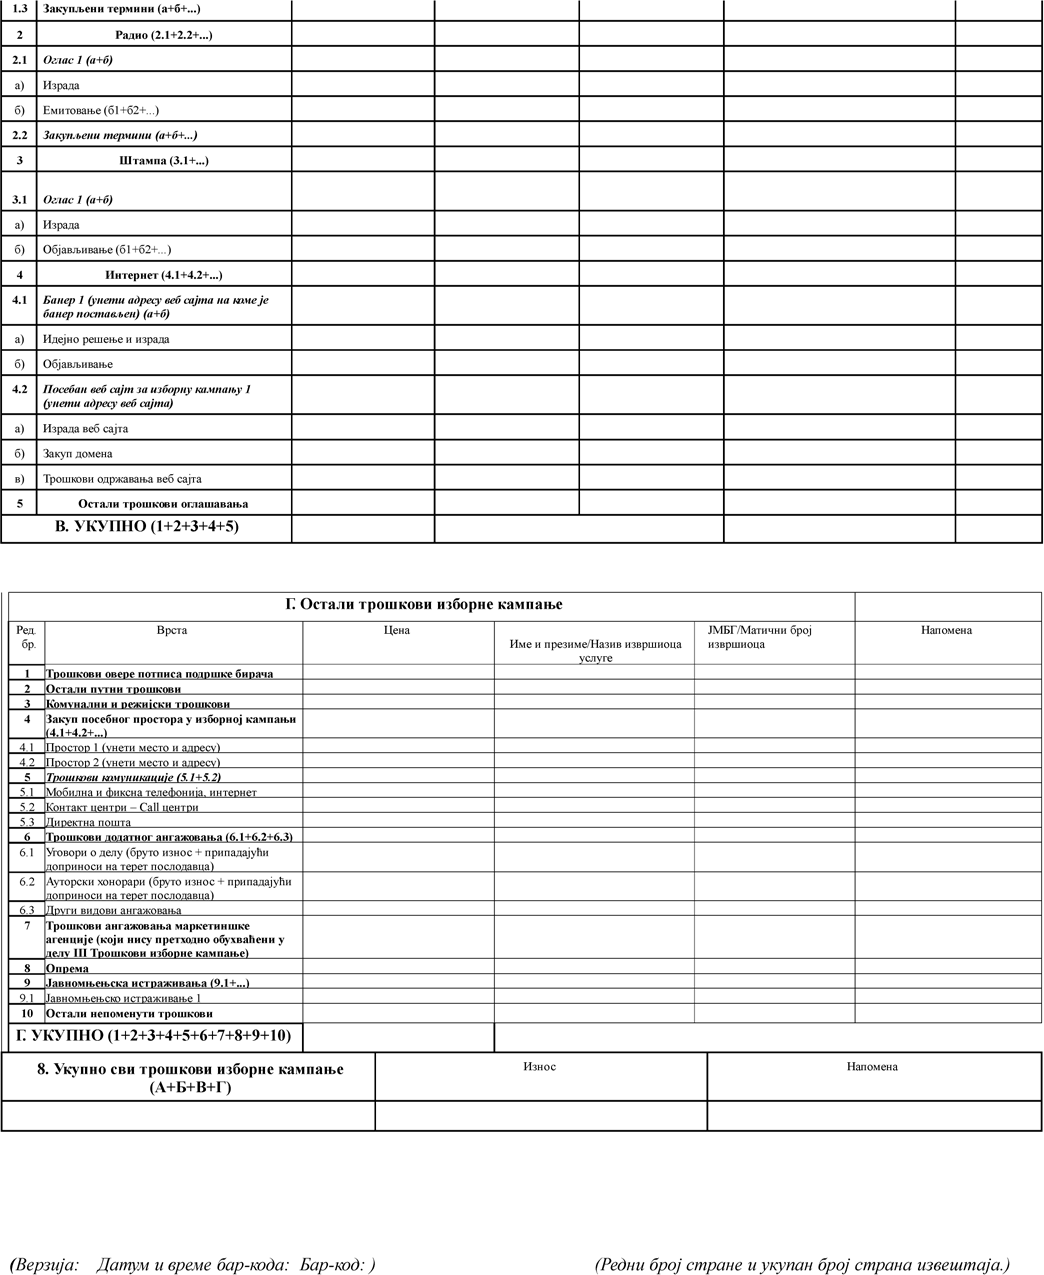 1.3 Закупљени термини (а+б+...)
2 Радио (2.1+2.2+...)
2.1 Оглас 1 (а+б)
а) Израда
б) Емитовање (б1+б2+...)
2.2 Закупљени термини (а+б+...)
3 Штампа (3.1+...)
3.1 Оглас 1 (а+б)
а) Израда
б) Објављивање (б1+б2+...)
4 Интернет (4.1+4.2+...)
4.1 Банер 1 (унети адресу веб сајта на коме је
банер постављен) (а+б)
а) Идејно решење и израда
б) Објављивање
4.2 Посебан веб сајт за изборну кампању 1
(унети адресу веб сајта)
а) Израда веб сајта
б) Закуп домена
в) Трошкови одржавања веб сајта
5 Остали трошкови оглашавања
В. УКУПНО (1+2+3+4+5)
Г. Остали трошкови изборне кампање
Ред. Врста Цена ЈМБГ/Матични број Напомена
бр. Име и презиме/Назив извршиоца извршиоца
услуге
1 Трошкови овере потписа подршке бирача
2 Остали путни трошкови
3 Комунални и режијски трошкови
4 Закуп посебног простора у изборној кампањи
(4.1+4.2+...)
4.1 Простор 1 (унети место и адресу)
4.2 Простор 2 (унети место и адресу)
5 Трошкови комуникације (5.1+5.2)
5.1 Мобилна и фиксна телефонија, интернет
5.2 Контакт центри – Call центри
5.3 Директна пошта
6 Трошкови додатног ангажовања (6.1+6.2+6.3)
6.1 Уговори о делу (бруто износ + припадајући
доприноси на терет послодавца)
6.2 Ауторски хонорари (бруто износ + припадајући
доприноси на терет послодавца)
6.3 Други видови ангажовања
7 Трошкови ангажовања маркетиншке
агенције (који нису претходно обухваћени у
делу III Трошкови изборне кампање)
8 Опрема
9 Јавномњењска истраживања (9.1+...)
9.1 Јавномњењско истраживање 1
10 Остали непоменути трошкови
Г. УКУПНО (1+2+3+4+5+6+7+8+9+10)
8. Укупно сви трошкови изборне кампање Износ Напомена
(А+Б+В+Г)
(Верзија: Датум и време бар-кода: Бар-код: ) (Редни број стране и укупан број страна извештаја.)